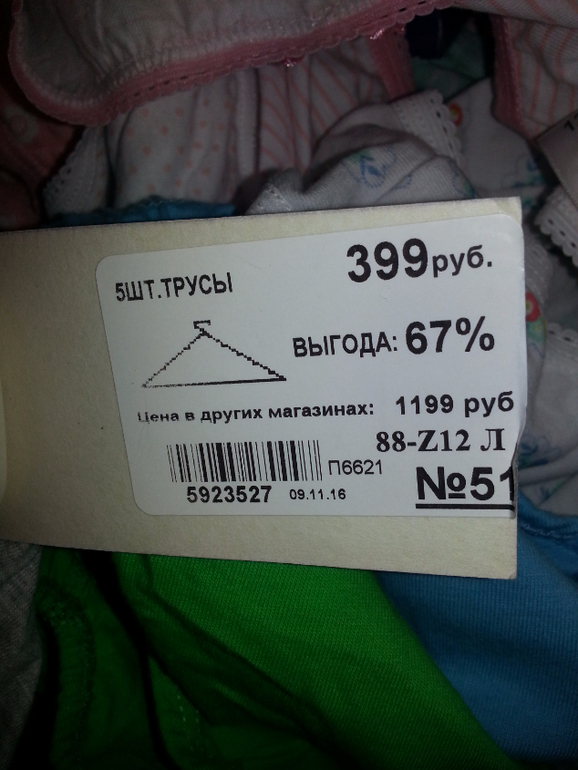 399руб.
5ШТ.ТРУСЫ
ВЫГОДА: 67%
Цена в других магазинах: 1199 руб
88-Z12 Л
П6621
№51
5923527 09.11.16